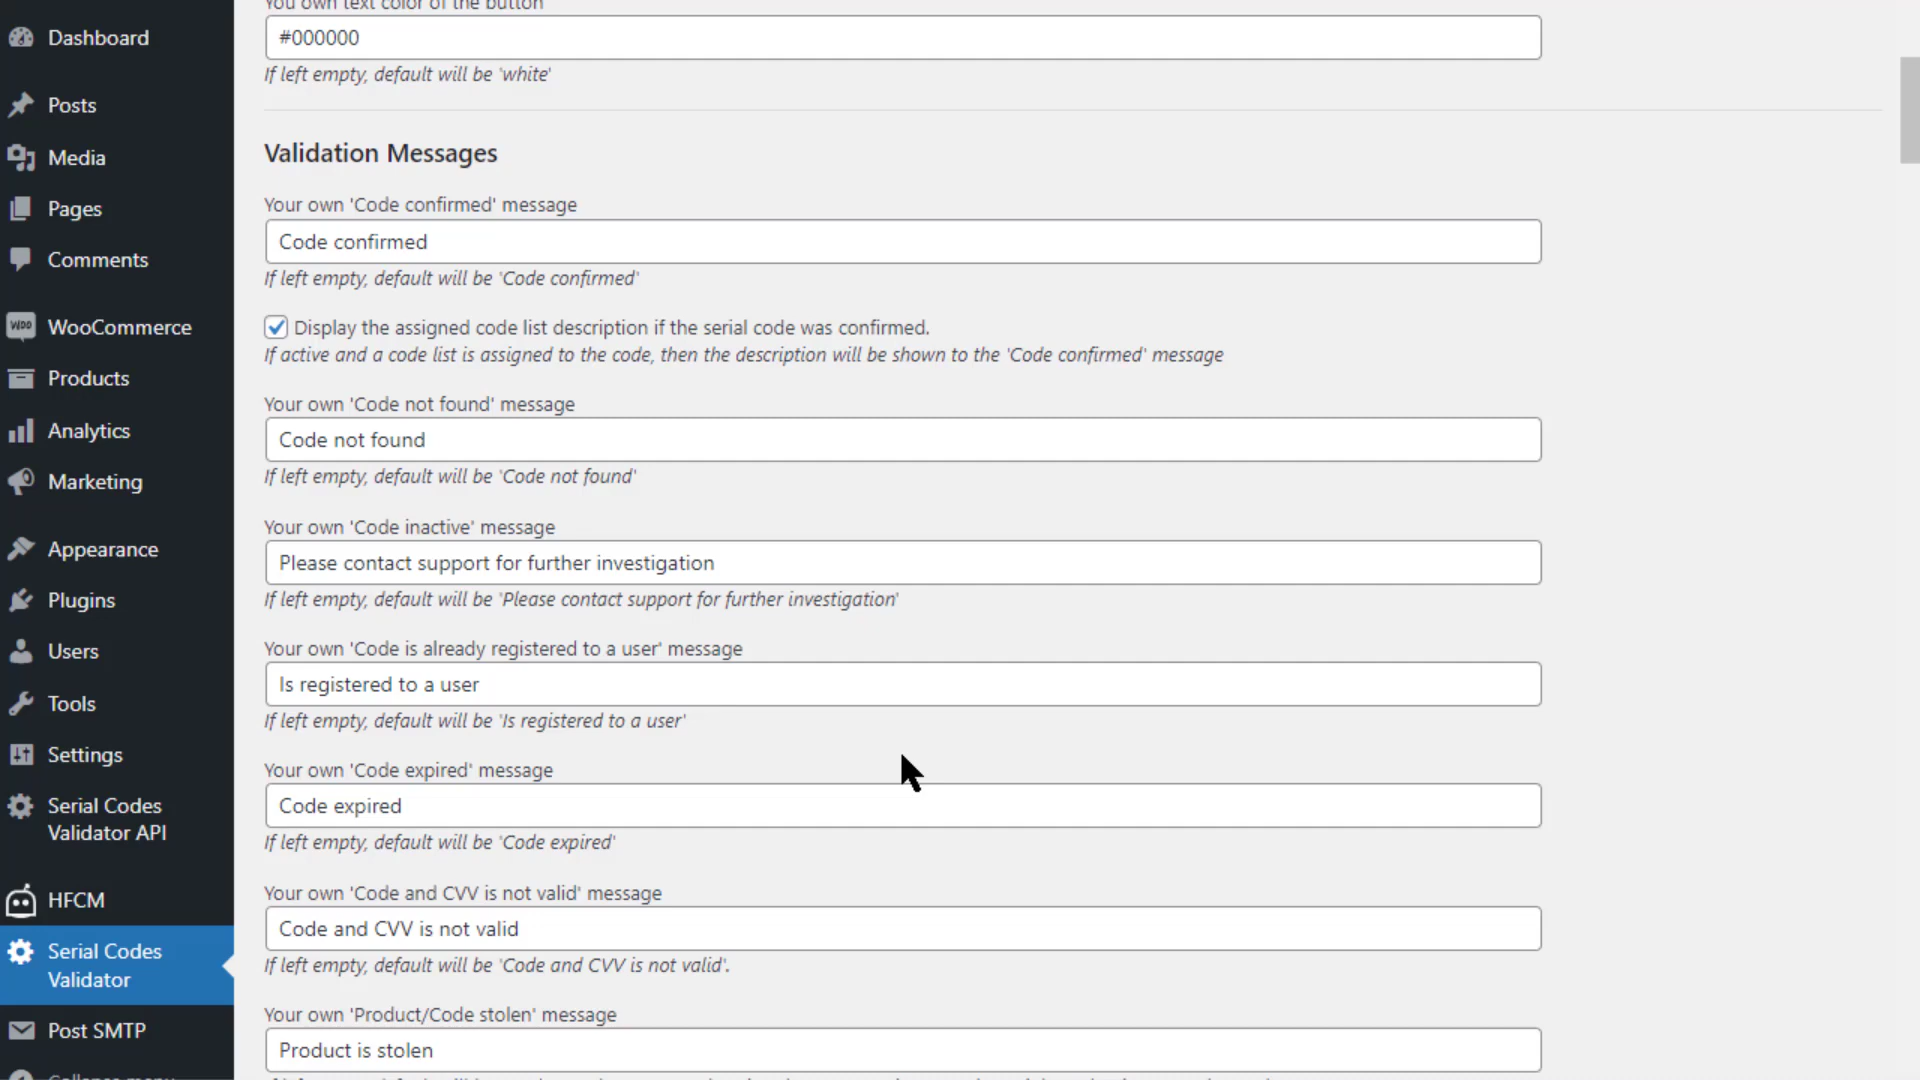 Dashboard
Posts
Media
Pages
Comments
WooCommerce
Products
Analytics
Marketing
Appearance
Plugins
Users
Tools
Settings
Serial Codes
Validator API
HFCM
Serial Codes
Validator
Post SMTP
Collapse menu
You own text color of the button
#000000
If left empty, default will be 'white'
Validation Messages
Your own 'Code confirmed' message
Code confirmed
If left empty, default will be 'Code confirmed'
Display the assigned code list description if the serial code was confirmed.
If active and a code list is assigned to the code, then the description will be shown to the 'Code confirmed' message
Your own 'Code not found' message
Code not found
If left empty, default will be 'Code not found'
Your own 'Code inactive' message
Please contact support for further investigation
If left empty, default will be 'Please contact support for further investigation'
Your own 'Code is already registered to a user' message
Is registered to a user
If left empty, default will be 'Is registered to a user'
Your own 'Code expired' message
Code expired
If left empty, default will be 'Code expired'
Your own 'Code and CVV is not valid' message
Code and CVV is not valid
If left empty, default will be 'Code and CVV is not valid'.
Your own 'Product/Code stolen' message
Product is stolen